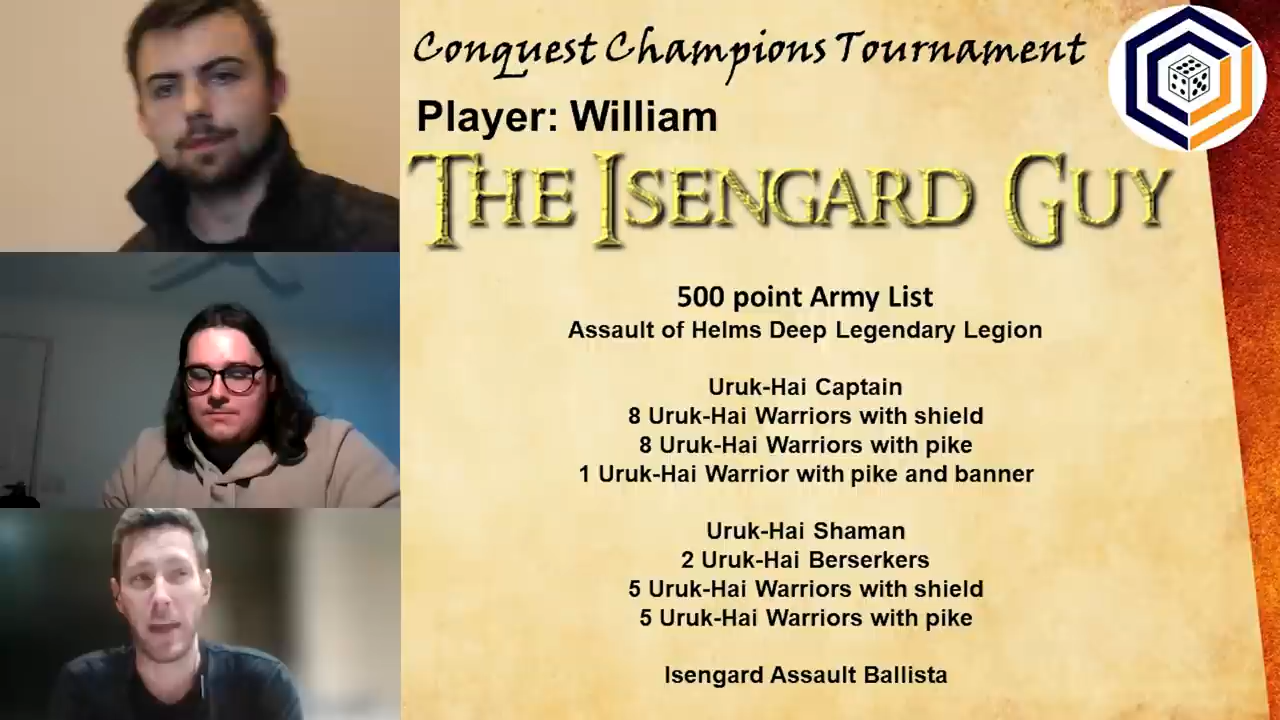 Conquest Champions Tournament
Player: William
THE ISENGARD GUY
500 point Army List
Assault of Helms Deep Legendary Legion
Uruk-Hai Captain
8 Uruk-Hai Warriors with shield
8 Uruk-Hai Warriors with pike
1 Uruk-Hai Warrior with pike and banner
Uruk-Hai Shaman
2 Uruk-Hai Berserkers
5 Uruk-Hai Warriors with shield
5 Uruk-Hai Warriors with pike
Isengard Assault Ballista